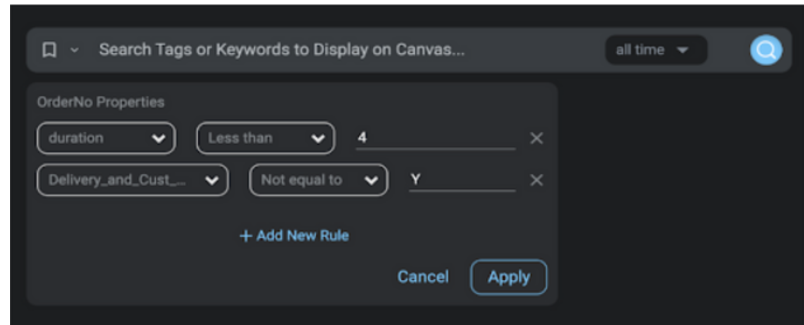 Search Tags or Keywords to Display on Canvas... all time
OrderNo Properties
duration Less than 4
Delivery_and_Cust_... Not equal to Y
+ Add New Rule
Cancel Apply